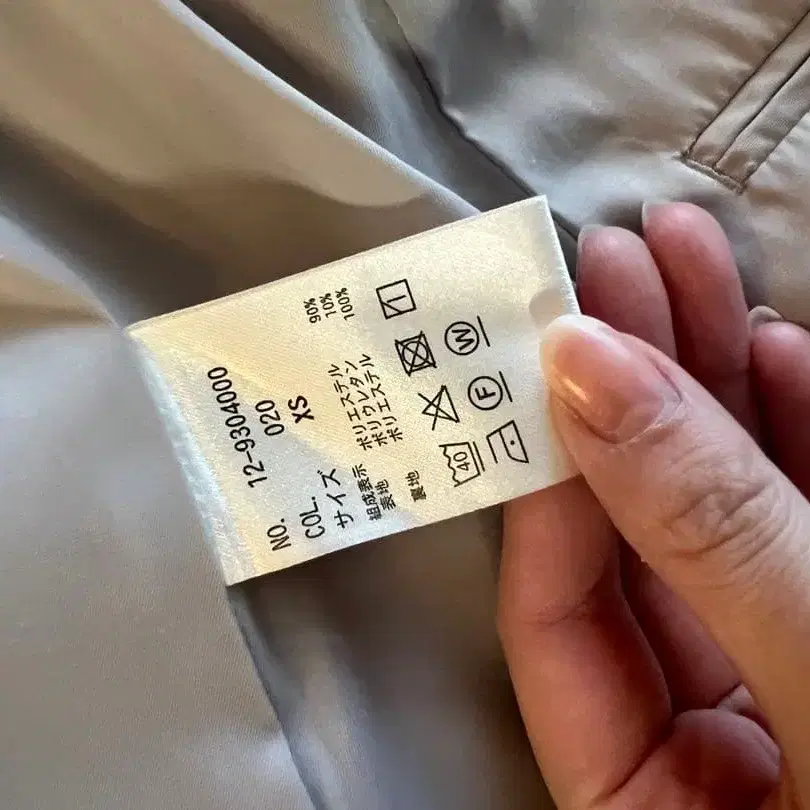 NO. 12-9304000
COL. 020
サイズ XS
組成表示
表地 ポリエステル 90%
ポリウレタン 10%
裏地 ポリエステル 100%
40
F
W